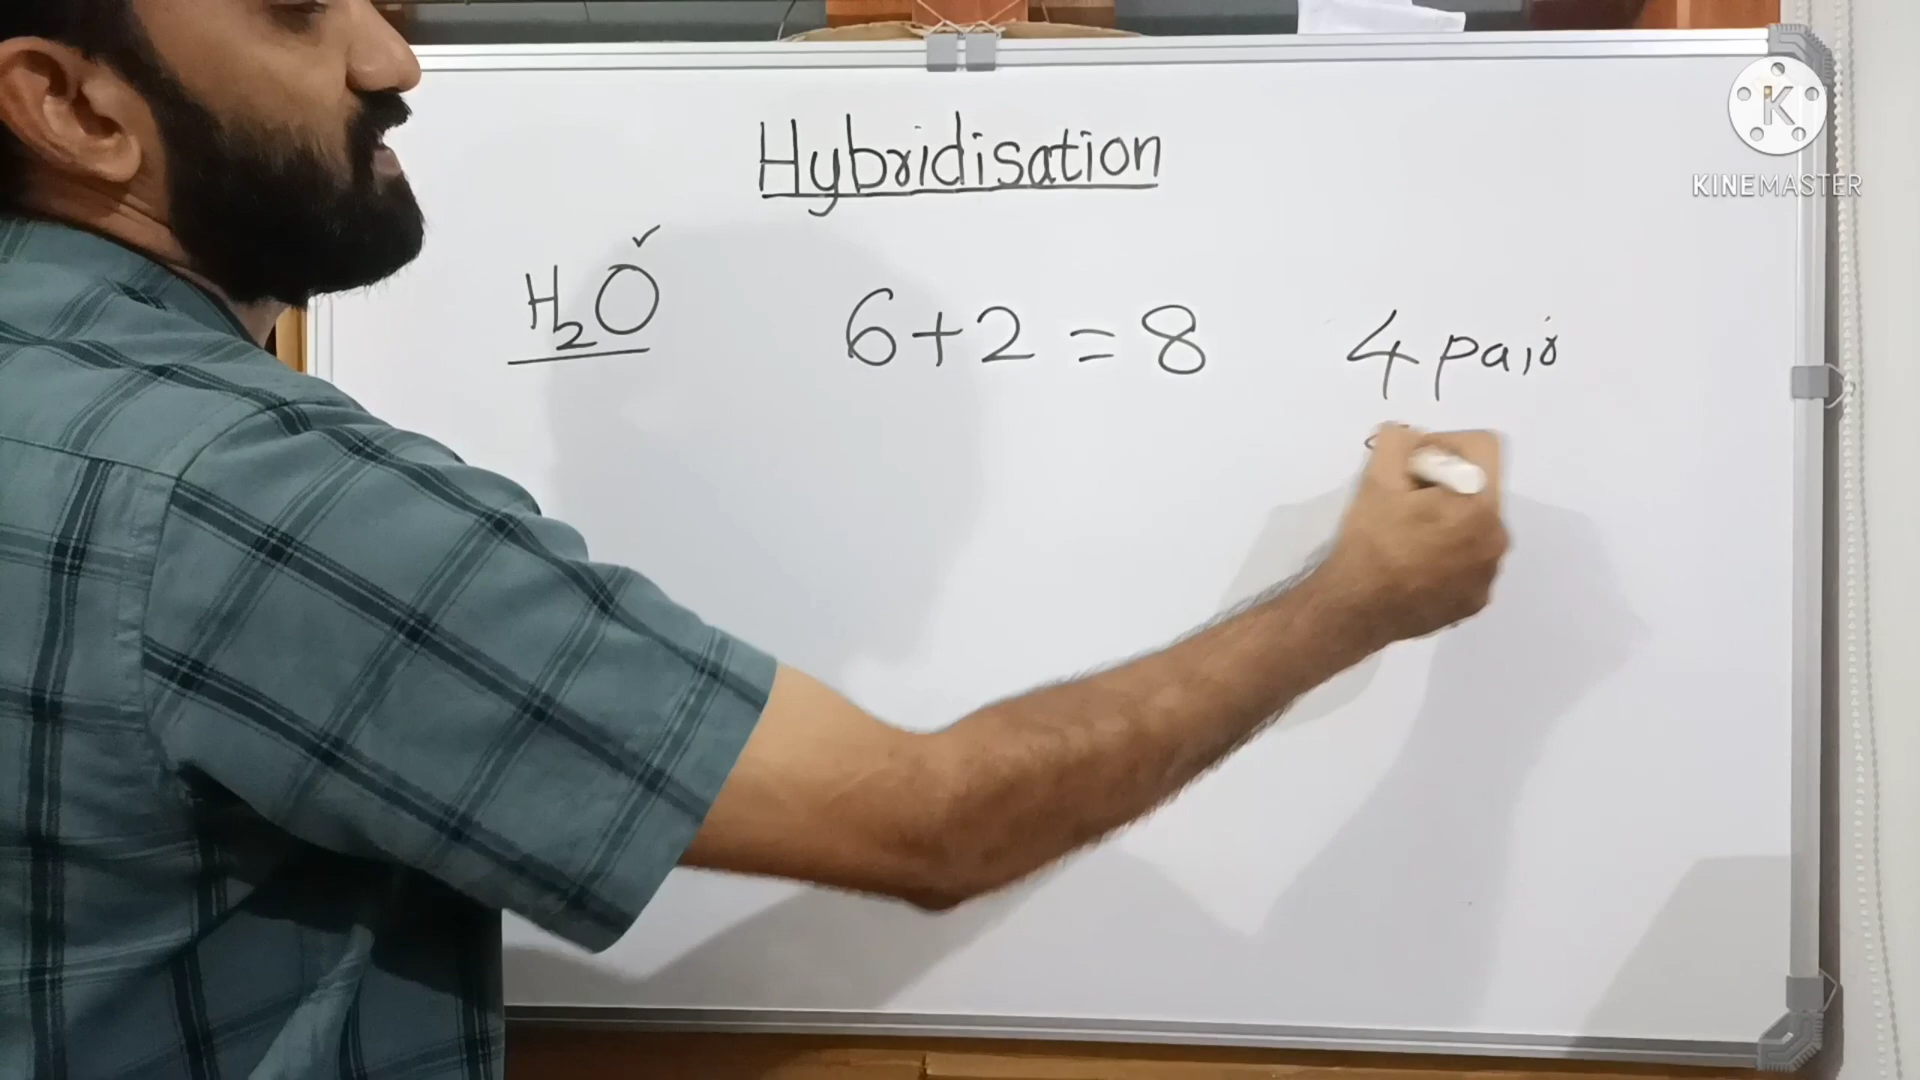 Hybridisation
H₂O ✓ 6+2 = 8 4 pair
K
KINEMASTER